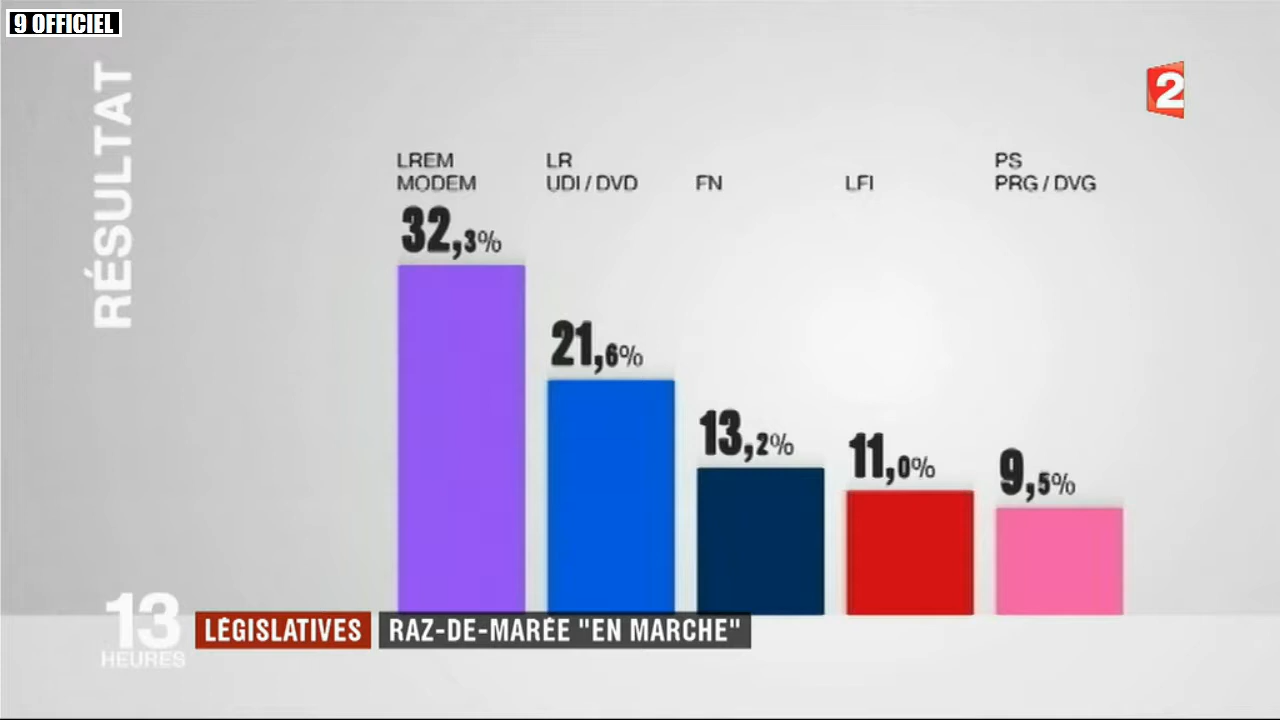 9 OFFICIEL
2
RÉSULTAT
LREM
MODEM
32,3%
LR
UDI / DVD
21,6%
FN
13,2%
LFI
11,0%
PS
PRG / DVG
9,5%
13
HEURES
LÉGISLATIVES
RAZ-DE-MARÉE "EN MARCHE"